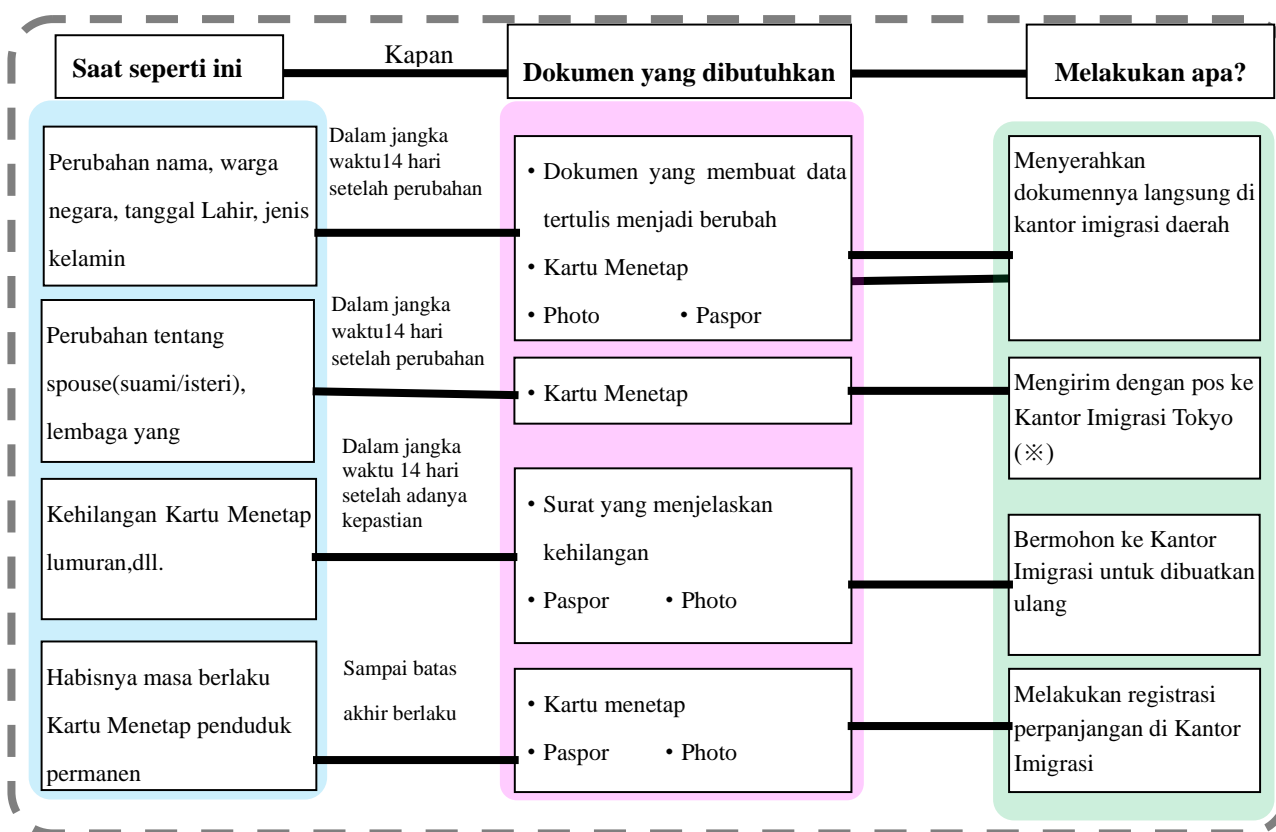 Saat seperti ini
Kapan
Dokumen yang dibutuhkan
Melakukan apa?
Perubahan nama, warga
negara, tanggal Lahir, jenis
kelamin
Dalam jangka
waktu14 hari
setelah perubahan
• Dokumen yang membuat data
tertulis menjadi berubah
• Kartu Menetap
• Photo • Paspor
Menyerahkan
dokumennya langsung di
kantor imigrasi daerah
Perubahan tentang
spouse(suami/isteri),
lembaga yang
Dalam jangka
waktu14 hari
setelah perubahan
• Kartu Menetap
Mengirim dengan pos ke
Kantor Imigrasi Tokyo
(※)
Kehilangan Kartu Menetap
lumuran,dll.
Dalam jangka
waktu 14 hari
setelah adanya
kepastian
• Surat yang menjelaskan
kehilangan
• Paspor • Photo
Bermohon ke Kantor
Imigrasi untuk dibuatkan
ulang
Habisnya masa berlaku
Kartu Menetap penduduk
permanen
Sampai batas
akhir berlaku
• Kartu menetap
• Paspor • Photo
Melakukan registrasi
perpanjangan di Kantor
Imigrasi